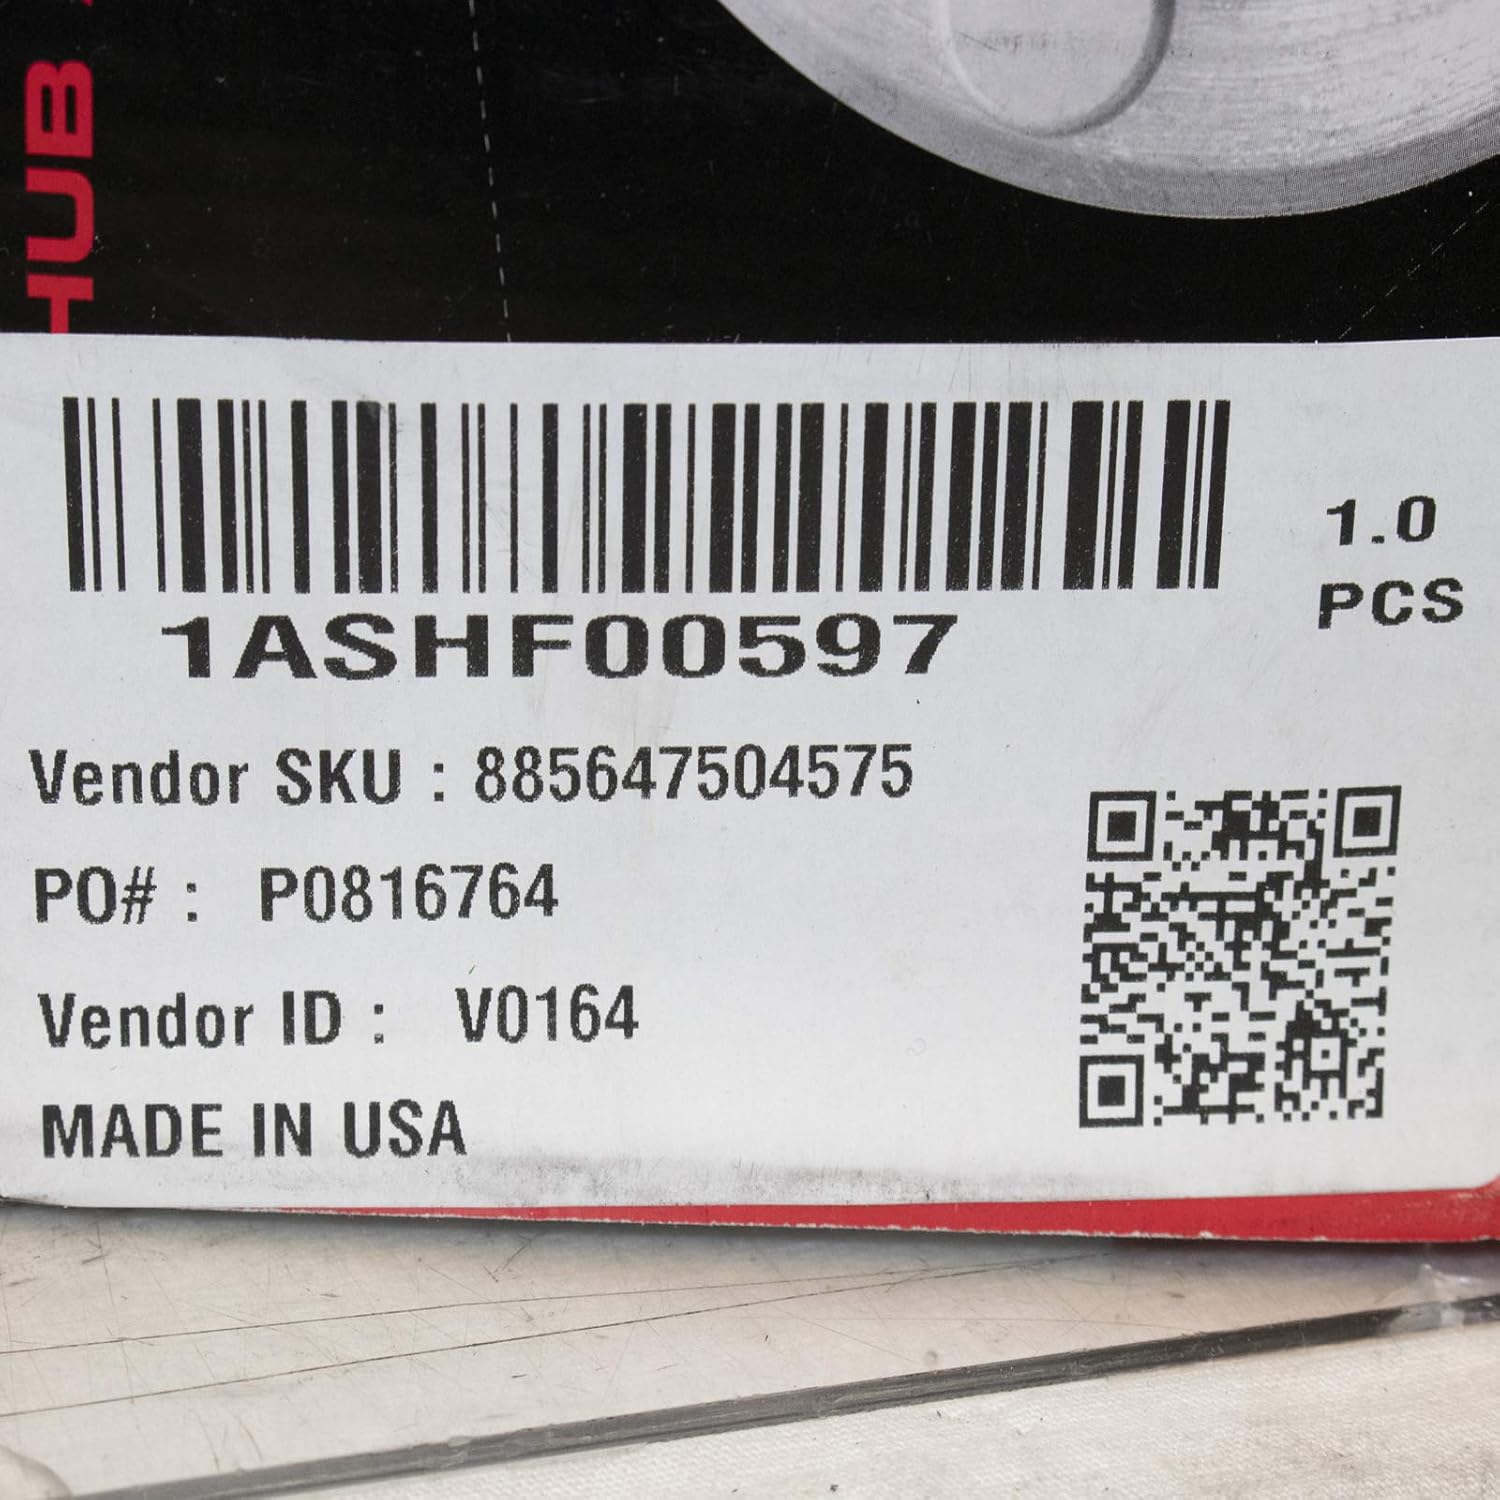 HUB
1ASHF00597
1.0
PCS
Vendor SKU : 885647504575
PO# : P0816764
Vendor ID : V0164
MADE IN USA